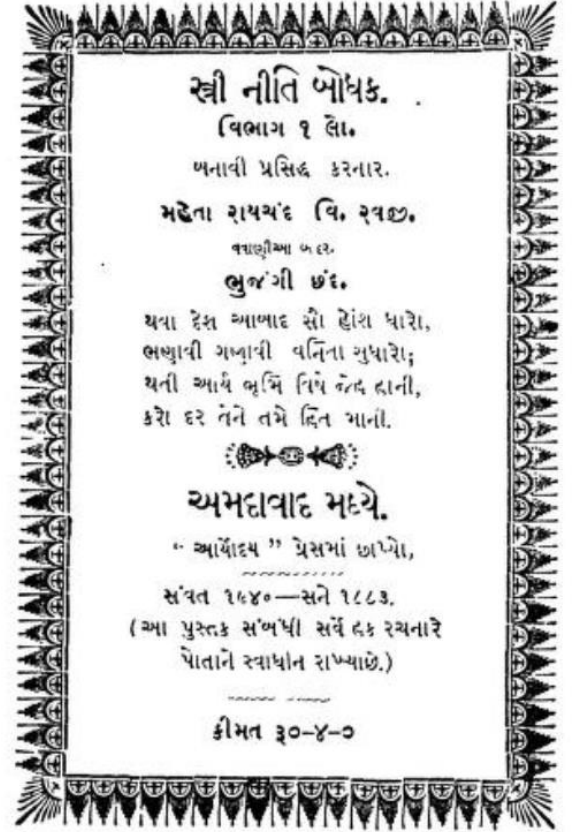 સ્ત્રી નીતિ બોધક.
વિભાગ ૧ લો.
બનાવી પ્રસિદ્ધ કરનાર.
મહેતા રાયચંદ વિ. રવજી.
વવાણીઆ બંદર.
ભુજંગી છંદ.
થવા દેશ આબાદ સૌ હોંશ ધારો,
ભણાવી ગણાવી વનિતા સુધારો;
થતી આર્ય ભૂમિ વિષે જેહ હાની,
કરો દૂર તેને તમે હિત માની.
અમદાવાદ મધ્યે.
“ આર્યોદય ” પ્રેસમાં છાપ્યો,
સંવત ૧૯૪૦—સને ૧૮૮૩.
(આ પુસ્તક સંબંધી સર્વે હક રચનારે
પોતાને સ્વાધીન રાખ્યાછે.)
કીમત રૂ૦-૪-૦